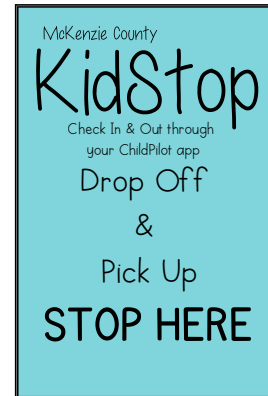 McKenzie County
KidStop
Check In & Out through
your ChildPilot app
Drop Off
&
Pick Up
STOP HERE